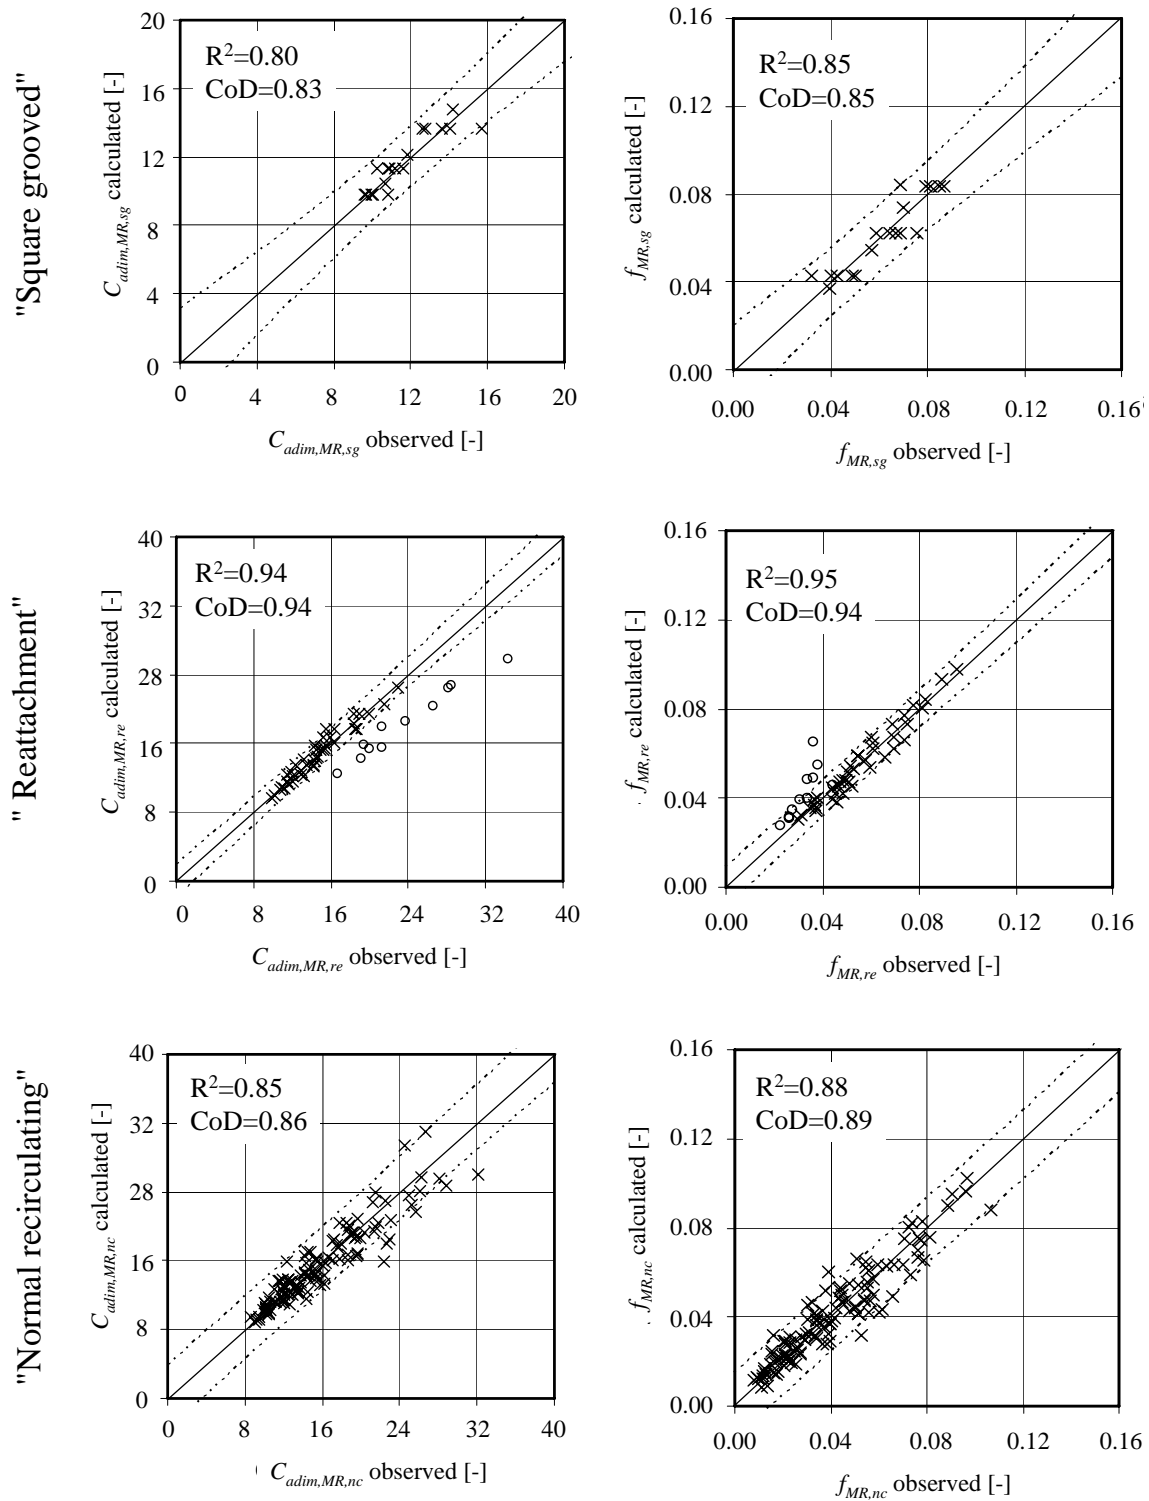 "Square grooved"
20
16
12
8
4
0
C_adim,MR,sg calculated [-]
R²=0.80
CoD=0.83
0 4 8 12 16 20
C_adim,MR,sg observed [-]
0.16
0.12
0.08
0.04
0.00
f_MR,sg calculated [-]
R²=0.85
CoD=0.85
0.00 0.04 0.08 0.12 0.16
f_MR,sg observed [-]
" Reattachment"
40
32
28
16
8
0
C_adim,MR,re calculated [-]
R²=0.94
CoD=0.94
0 8 16 24 32 40
C_adim,MR,re observed [-]
0.16
0.12
0.08
0.04
0.00
f_MR,re calculated [-]
R²=0.95
CoD=0.94
0.00 0.04 0.08 0.12 0.16
f_MR,re observed [-]
"Normal recirculating"
40
32
28
16
8
0
C_adim,MR,nc calculated [-]
R²=0.85
CoD=0.86
0 8 16 24 32 40
C_adim,MR,nc observed [-]
0.16
0.12
0.08
0.04
0.00
f_MR,nc calculated [-]
R²=0.88
CoD=0.89
0.00 0.04 0.08 0.12 0.16
f_MR,nc observed [-]